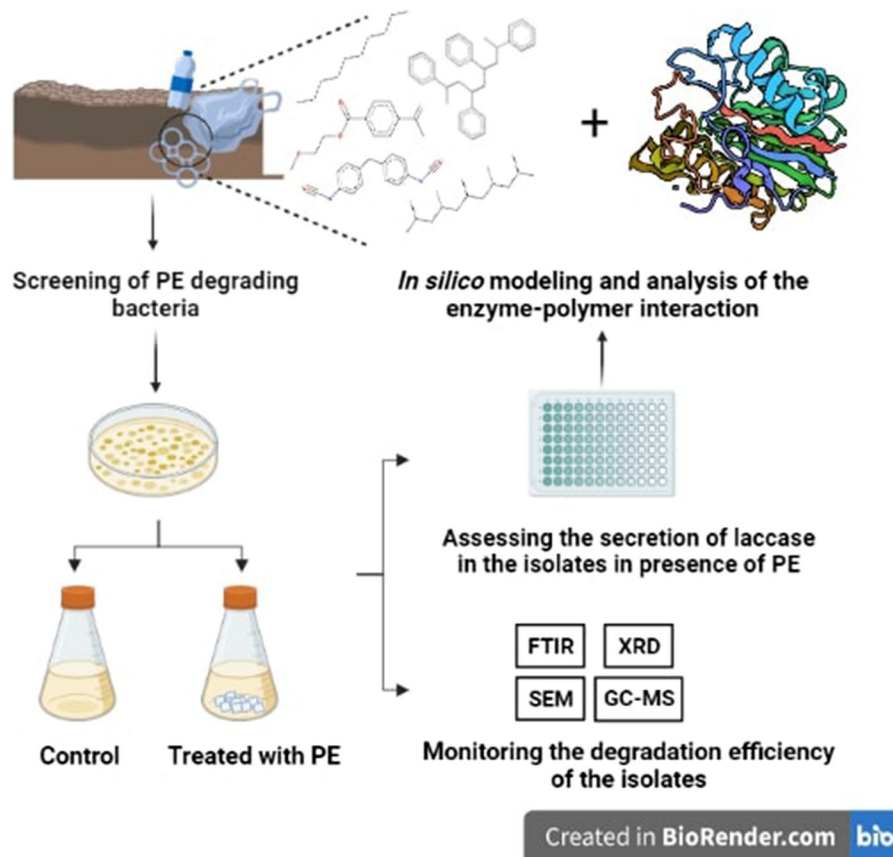 +
Screening of PE degrading
bacteria
In silico modeling and analysis of the
enzyme-polymer interaction
Assessing the secretion of laccase
in the isolates in presence of PE
FTIR
XRD
SEM
GC-MS
Control
Treated with PE
Monitoring the degradation efficiency
of the isolates
Created in BioRender.com
bio